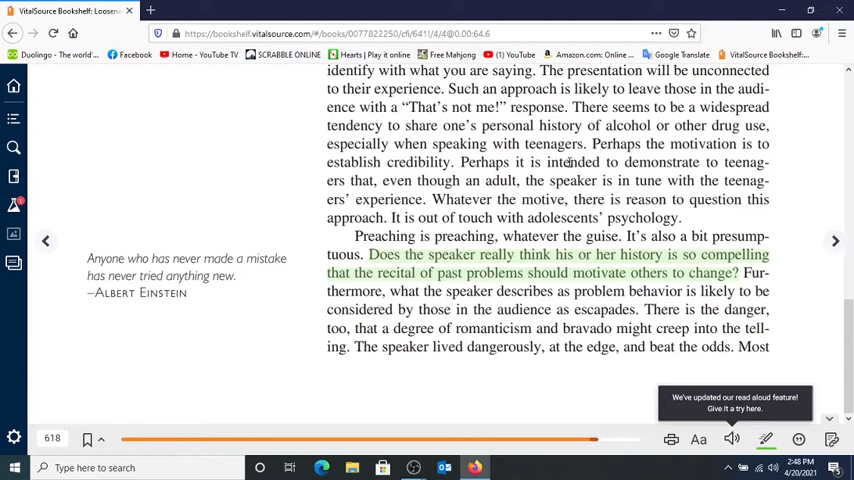 VitalSource Bookshelf: Loosene
https://bookshelf.vitalsource.com/#/books/0077822250/cfi/641!/4/4@0.00:64.6
Duolingo - The world'...
Facebook
Home - YouTube TV
SCRABBLE ONLINE
Hearts | Play it online
Free Mahjong
(1) YouTube
Amazon.com: Online ...
Google Translate
VitalSource Bookshelf:...
identify with what you are saying. The presentation will be unconnected
to their experience. Such an approach is likely to leave those in the audi-
ence with a “That’s not me!” response. There seems to be a widespread
tendency to share one’s personal history of alcohol or other drug use,
especially when speaking with teenagers. Perhaps the motivation is to
establish credibility. Perhaps it is intended to demonstrate to teenag-
ers that, even though an adult, the speaker is in tune with the teenag-
ers’ experience. Whatever the motive, there is reason to question this
approach. It is out of touch with adolescents’ psychology.
Preaching is preaching, whatever the guise. It’s also a bit presump-
tuous. Does the speaker really think his or her history is so compelling
that the recital of past problems should motivate others to change? Fur-
thermore, what the speaker describes as problem behavior is likely to be
considered by those in the audience as escapades. There is the danger,
too, that a degree of romanticism and bravado might creep into the tell-
ing. The speaker lived dangerously, at the edge, and beat the odds. Most
Anyone who has never made a mistake
has never tried anything new.
–ALBERT EINSTEIN
1
We've updated our read aloud feature!
Give it a try here.
618
Aa
Type here to search
2:48 PM
4/20/2021
5